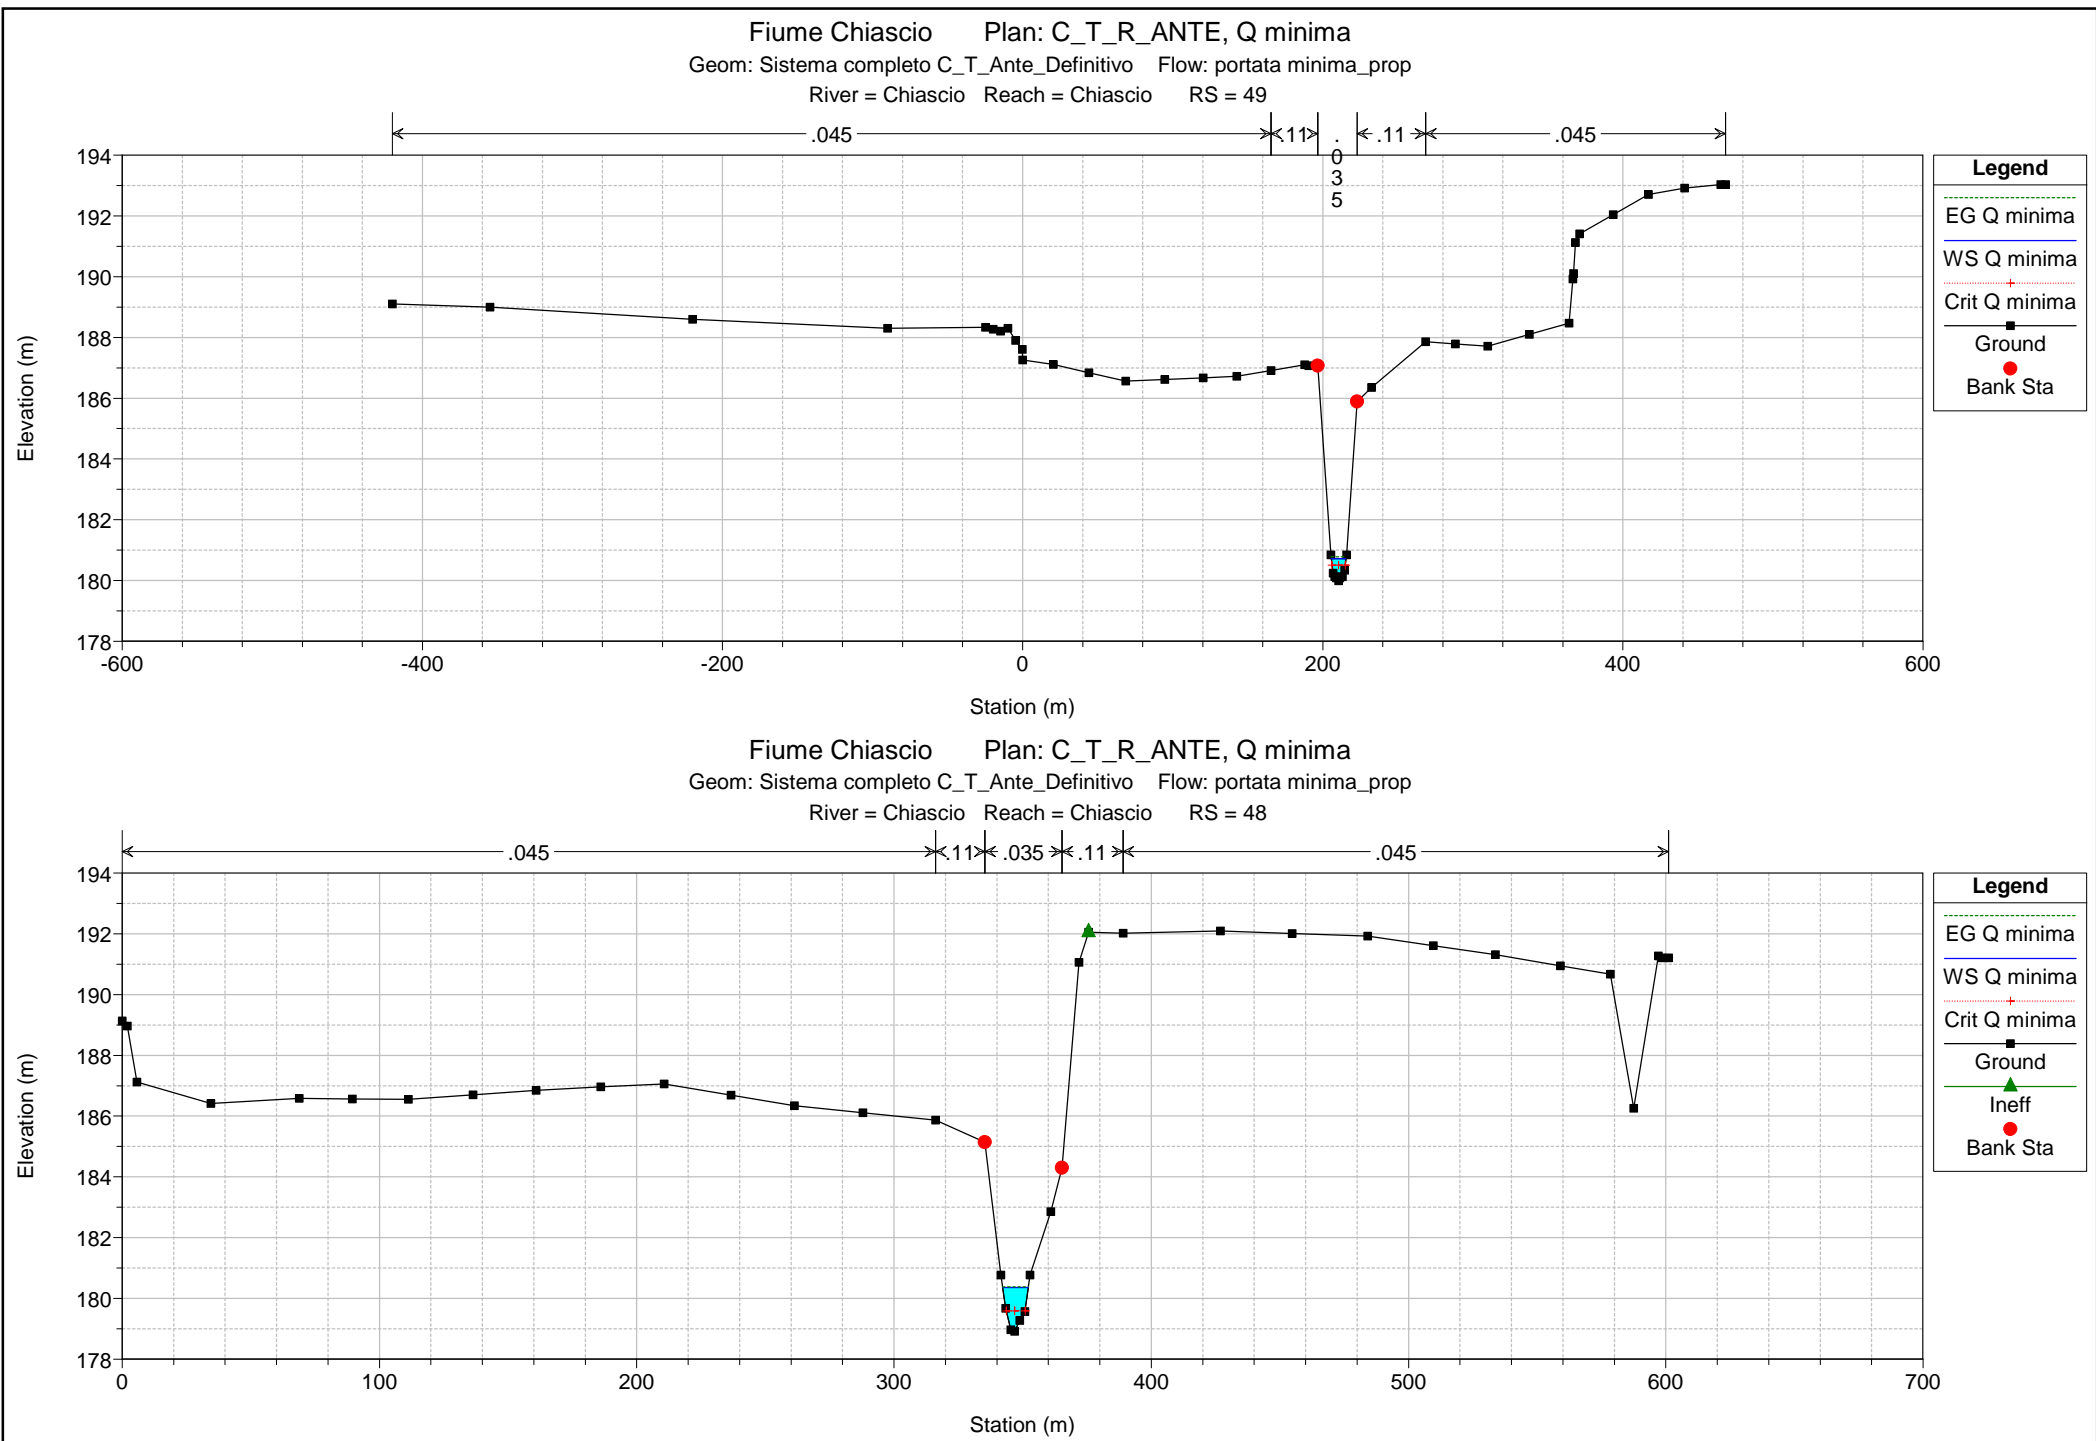 Fiume Chiascio Plan: C_T_R_ANTE, Q minima
Geom: Sistema completo C_T_Ante_Definitivo Flow: portata minima_prop
River = Chiascio Reach = Chiascio RS = 49
.045 .11 .035 .11 .045
194
192
190
188
186
184
182
180
178
Elevation (m)
-600 -400 -200 0 200 400 600
Station (m)
Legend
EG Q minima
WS Q minima
Crit Q minima
Ground
Bank Sta
Fiume Chiascio Plan: C_T_R_ANTE, Q minima
Geom: Sistema completo C_T_Ante_Definitivo Flow: portata minima_prop
River = Chiascio Reach = Chiascio RS = 48
.045 .11 .035 .11 .045
194
192
190
188
186
184
182
180
178
Elevation (m)
0 100 200 300 400 500 600 700
Station (m)
Legend
EG Q minima
WS Q minima
Crit Q minima
Ground
Ineff
Bank Sta